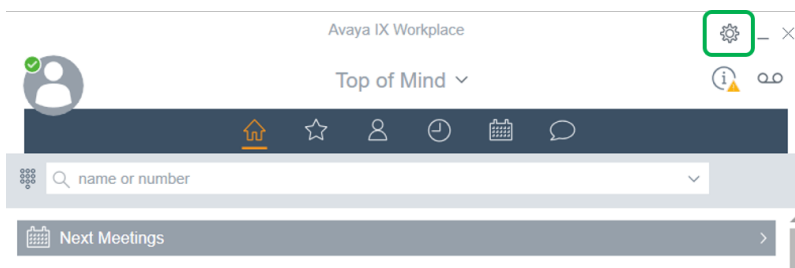 Avaya IX Workplace
Top of Mind
name or number
Next Meetings